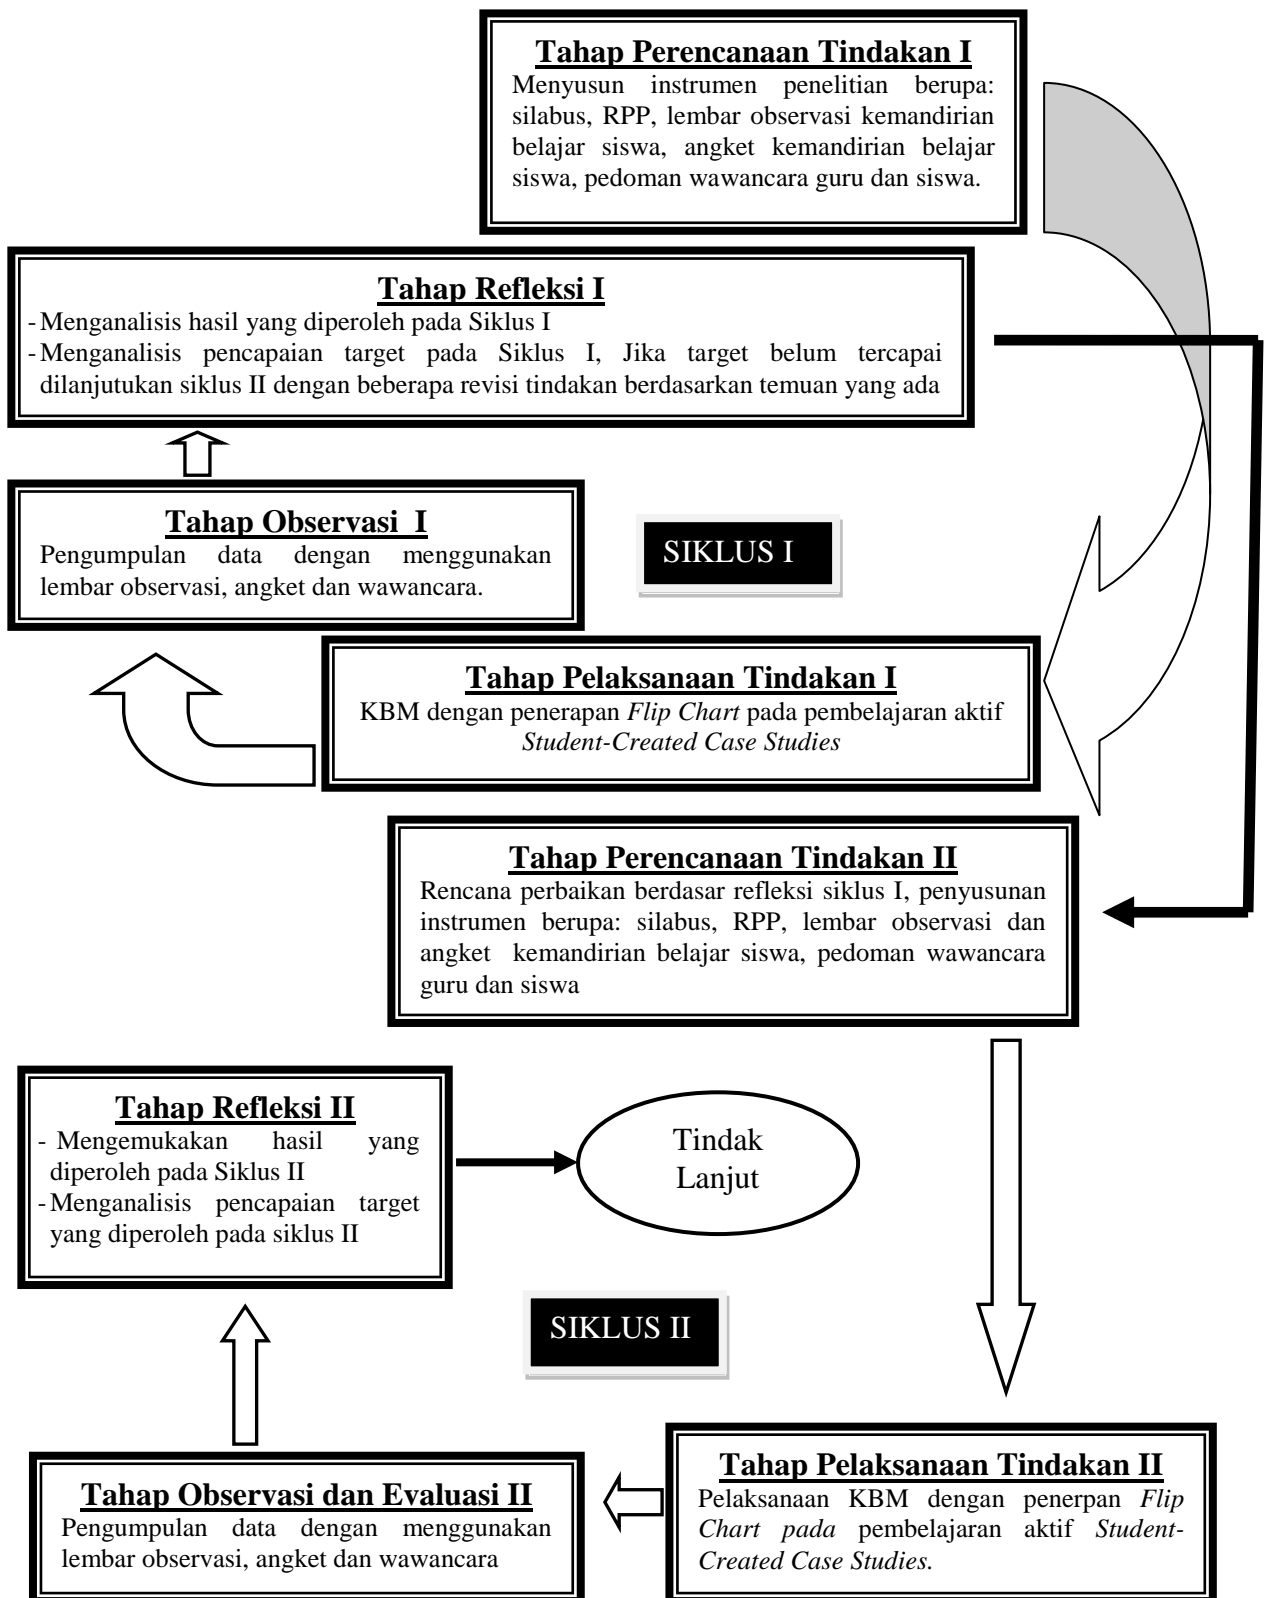 Tahap Perencanaan Tindakan I
Menyusun instrumen penelitian berupa:
silabus, RPP, lembar observasi kemandirian
belajar siswa, angket kemandirian belajar
siswa, pedoman wawancara guru dan siswa.
Tahap Refleksi I
- Menganalisis hasil yang diperoleh pada Siklus I
- Menganalisis pencapaian target pada Siklus I, Jika target belum tercapai
dilanjutukan siklus II dengan beberapa revisi tindakan berdasarkan temuan yang ada
Tahap Observasi I
Pengumpulan data dengan menggunakan
lembar observasi, angket dan wawancara.
SIKLUS I
Tahap Pelaksanaan Tindakan I
KBM dengan penerapan Flip Chart pada pembelajaran aktif
Student-Created Case Studies
Tahap Perencanaan Tindakan II
Rencana perbaikan berdasar refleksi siklus I, penyusunan
instrumen berupa: silabus, RPP, lembar observasi dan
angket kemandirian belajar siswa, pedoman wawancara
guru dan siswa
Tahap Refleksi II
- Mengemukakan hasil yang
diperoleh pada Siklus II
- Menganalisis pencapaian target
yang diperoleh pada siklus II
Tindak
Lanjut
SIKLUS II
Tahap Observasi dan Evaluasi II
Pengumpulan data dengan menggunakan
lembar observasi, angket dan wawancara
Tahap Pelaksanaan Tindakan II
Pelaksanaan KBM dengan penerpan Flip
Chart pada pembelajaran aktif Student-
Created Case Studies.